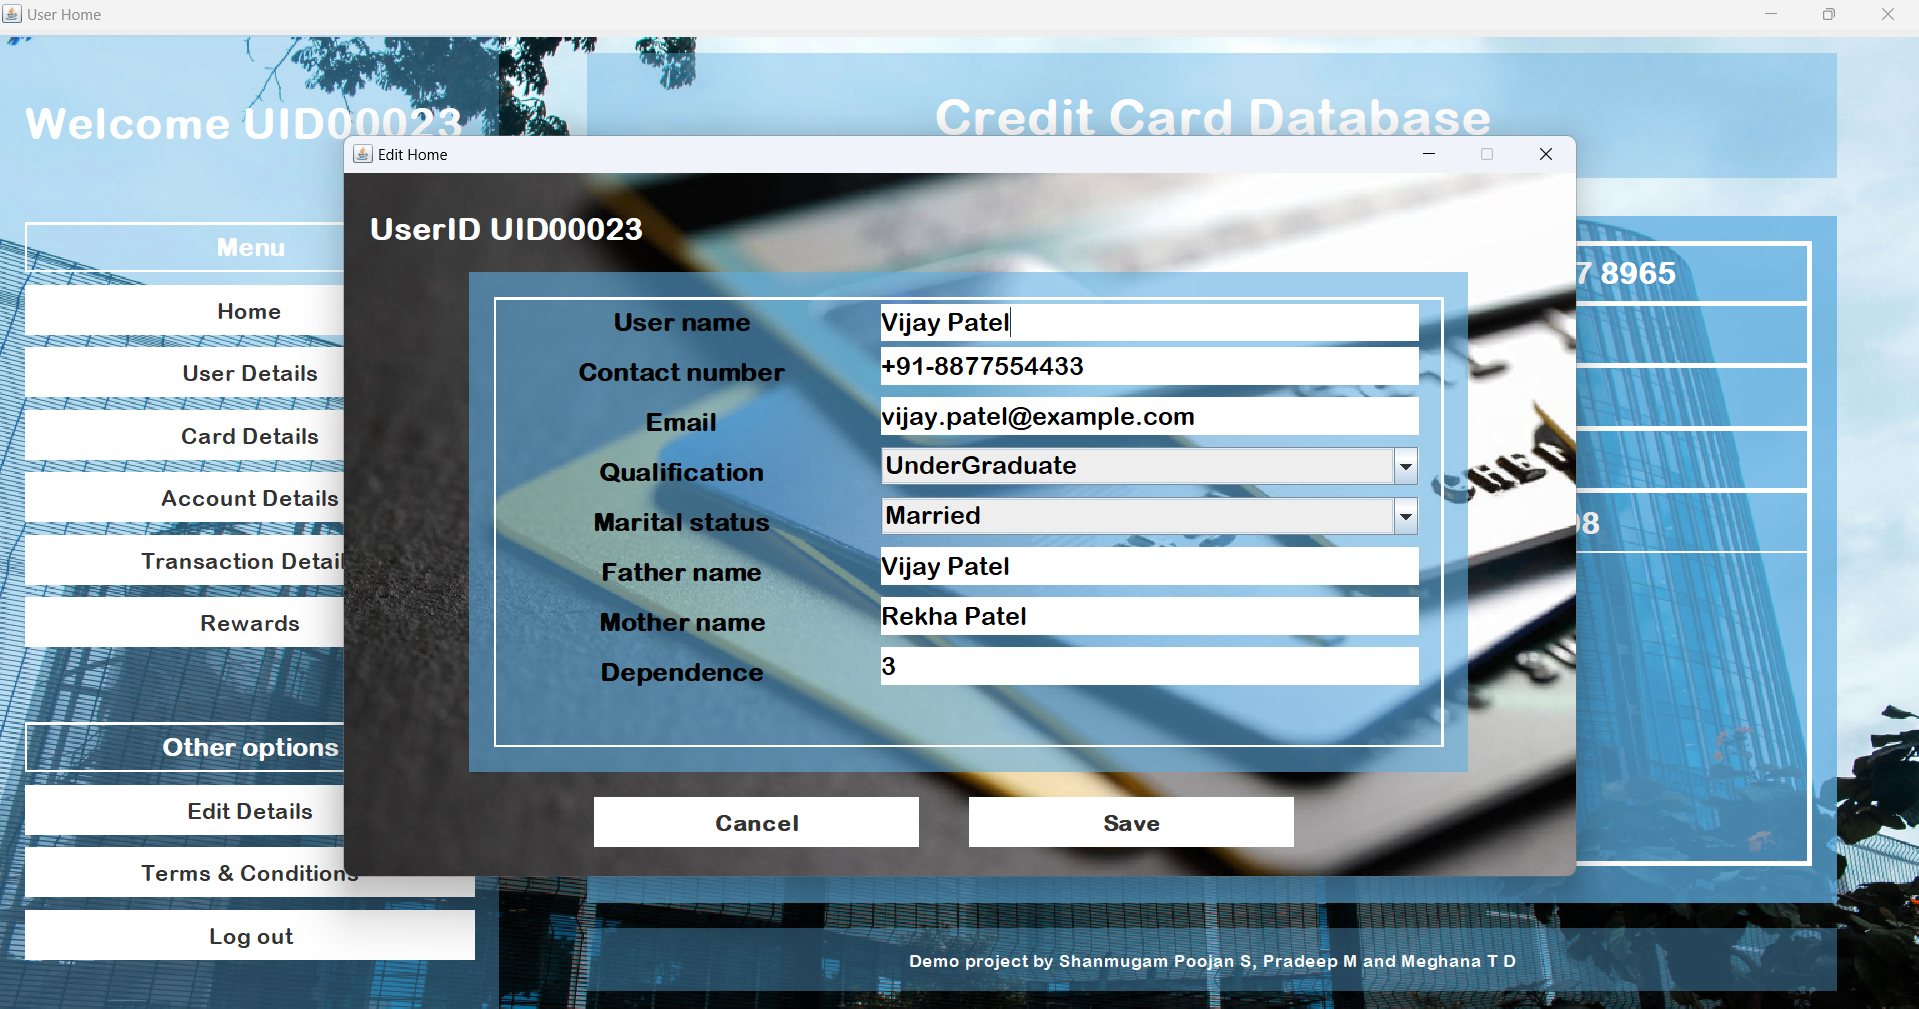 User Home
Welcome UID00023
Credit Card Database
Menu
Home
User Details
Card Details
Account Details
Transaction Detail
Rewards
Other options
Edit Details
Terms & Conditions
Log out
Edit Home
UserID UID00023
User name Vijay Patel
Contact number +91-8877554433
Email vijay.patel@example.com
Qualification UnderGraduate
Marital status Married
Father name Vijay Patel
Mother name Rekha Patel
Dependence 3
Cancel Save
7 8965
08
Demo project by Shanmugam Poojan S, Pradeep M and Meghana T D